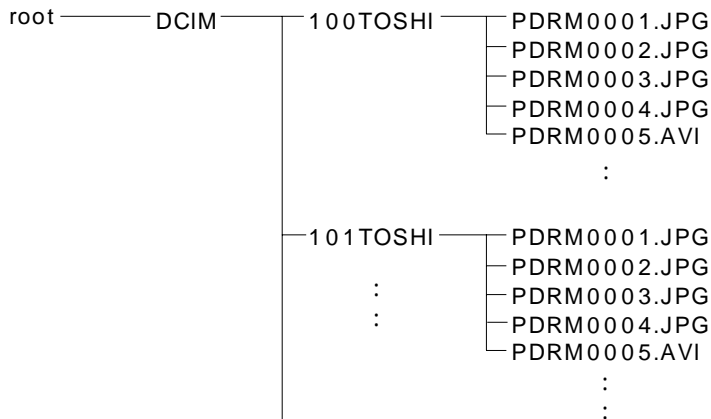 root DCIM 100TOSHI PDRM0001.JPG
PDRM0002.JPG
PDRM0003.JPG
PDRM0004.JPG
PDRM0005.AVI
:
101TOSHI PDRM0001.JPG
PDRM0002.JPG
: PDRM0003.JPG
: PDRM0004.JPG
PDRM0005.AVI
:
: